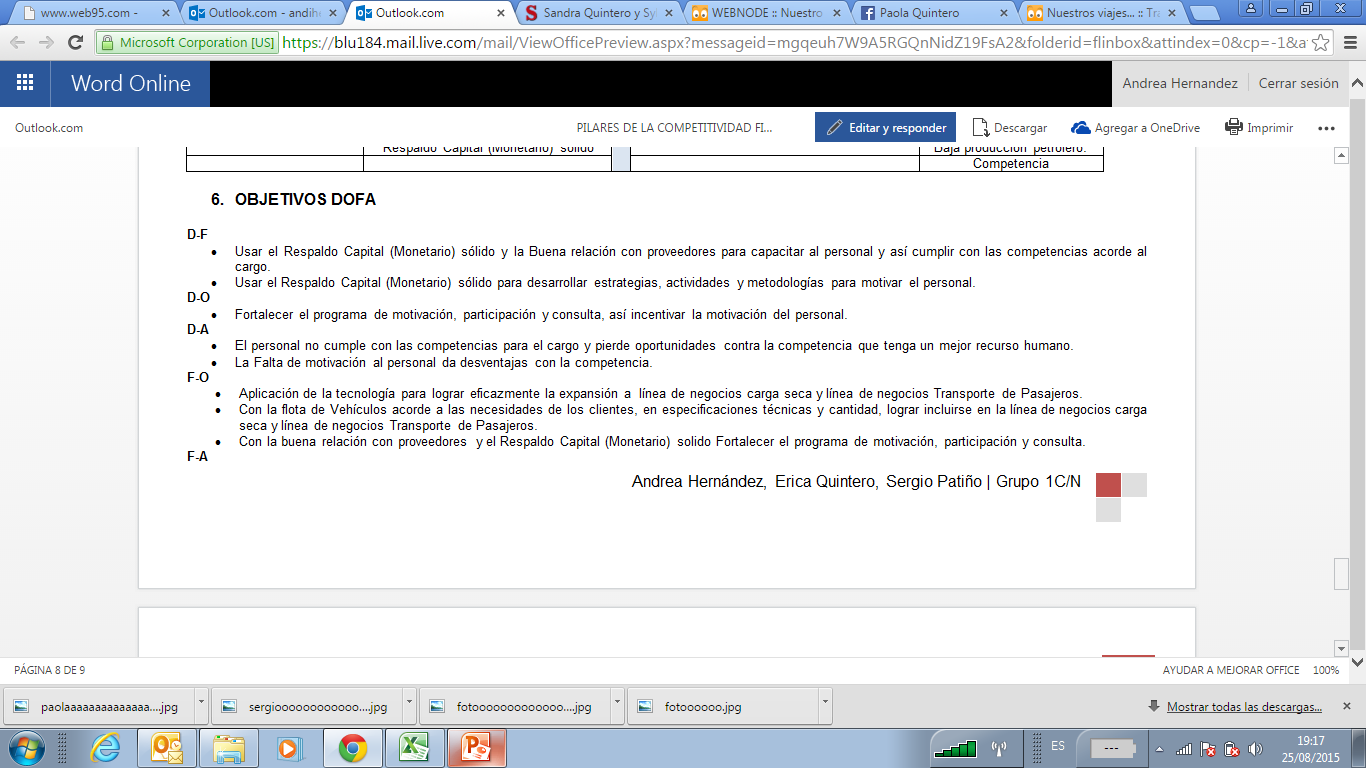 www.web95.com -
Outlook.com - andihe
Outlook.com
Sandra Quintero y Sy
WEBNODE :: Nuestro
Paola Quintero
Nuestros viajes... :: Tra
Microsoft Corporation [US]
https://blu184.mail.live.com/mail/ViewOfficePreview.aspx?messageid=mgqeuh7W9A5RGQnNidZ19FsA2&folderid=flinbox&attindex=0&cp=-1&a
Word Online
Andrea Hernandez
Cerrar sesión
Outlook.com
PILARES DE LA COMPETITIVIDAD FI...
Editar y responder
Descargar
Agregar a OneDrive
Imprimir
Respaldo Capital (Monetario) sólido
Baja producción petrolero.
Competencia
6. OBJETIVOS DOFA
D-F
• Usar el Respaldo Capital (Monetario) sólido y la Buena relación con proveedores para capacitar al personal y así cumplir con las competencias acorde al
cargo.
• Usar el Respaldo Capital (Monetario) sólido para desarrollar estrategias, actividades y metodologías para motivar el personal.
D-O
• Fortalecer el programa de motivación, participación y consulta, así incentivar la motivación del personal.
D-A
• El personal no cumple con las competencias para el cargo y pierde oportunidades contra la competencia que tenga un mejor recurso humano.
• La Falta de motivación al personal da desventajas con la competencia.
F-O
• Aplicación de la tecnología para lograr eficazmente la expansión a línea de negocios carga seca y línea de negocios Transporte de Pasajeros.
• Con la flota de Vehículos acorde a las necesidades de los clientes, en especificaciones técnicas y cantidad, lograr incluirse en la línea de negocios carga
seca y línea de negocios Transporte de Pasajeros.
• Con la buena relación con proveedores y el Respaldo Capital (Monetario) solido Fortalecer el programa de motivación, participación y consulta.
F-A
Andrea Hernández, Erica Quintero, Sergio Patiño | Grupo 1C/N
PÁGINA 8 DE 9
AYUDAR A MEJORAR OFFICE
100%
paolaaaaaaaaaaaaaa....jpg
sergioooooooooooo....jpg
fotooooooooooooo....jpg
fotoooooo.jpg
Mostrar todas las descargas...
ES
---
19:17
25/08/2015